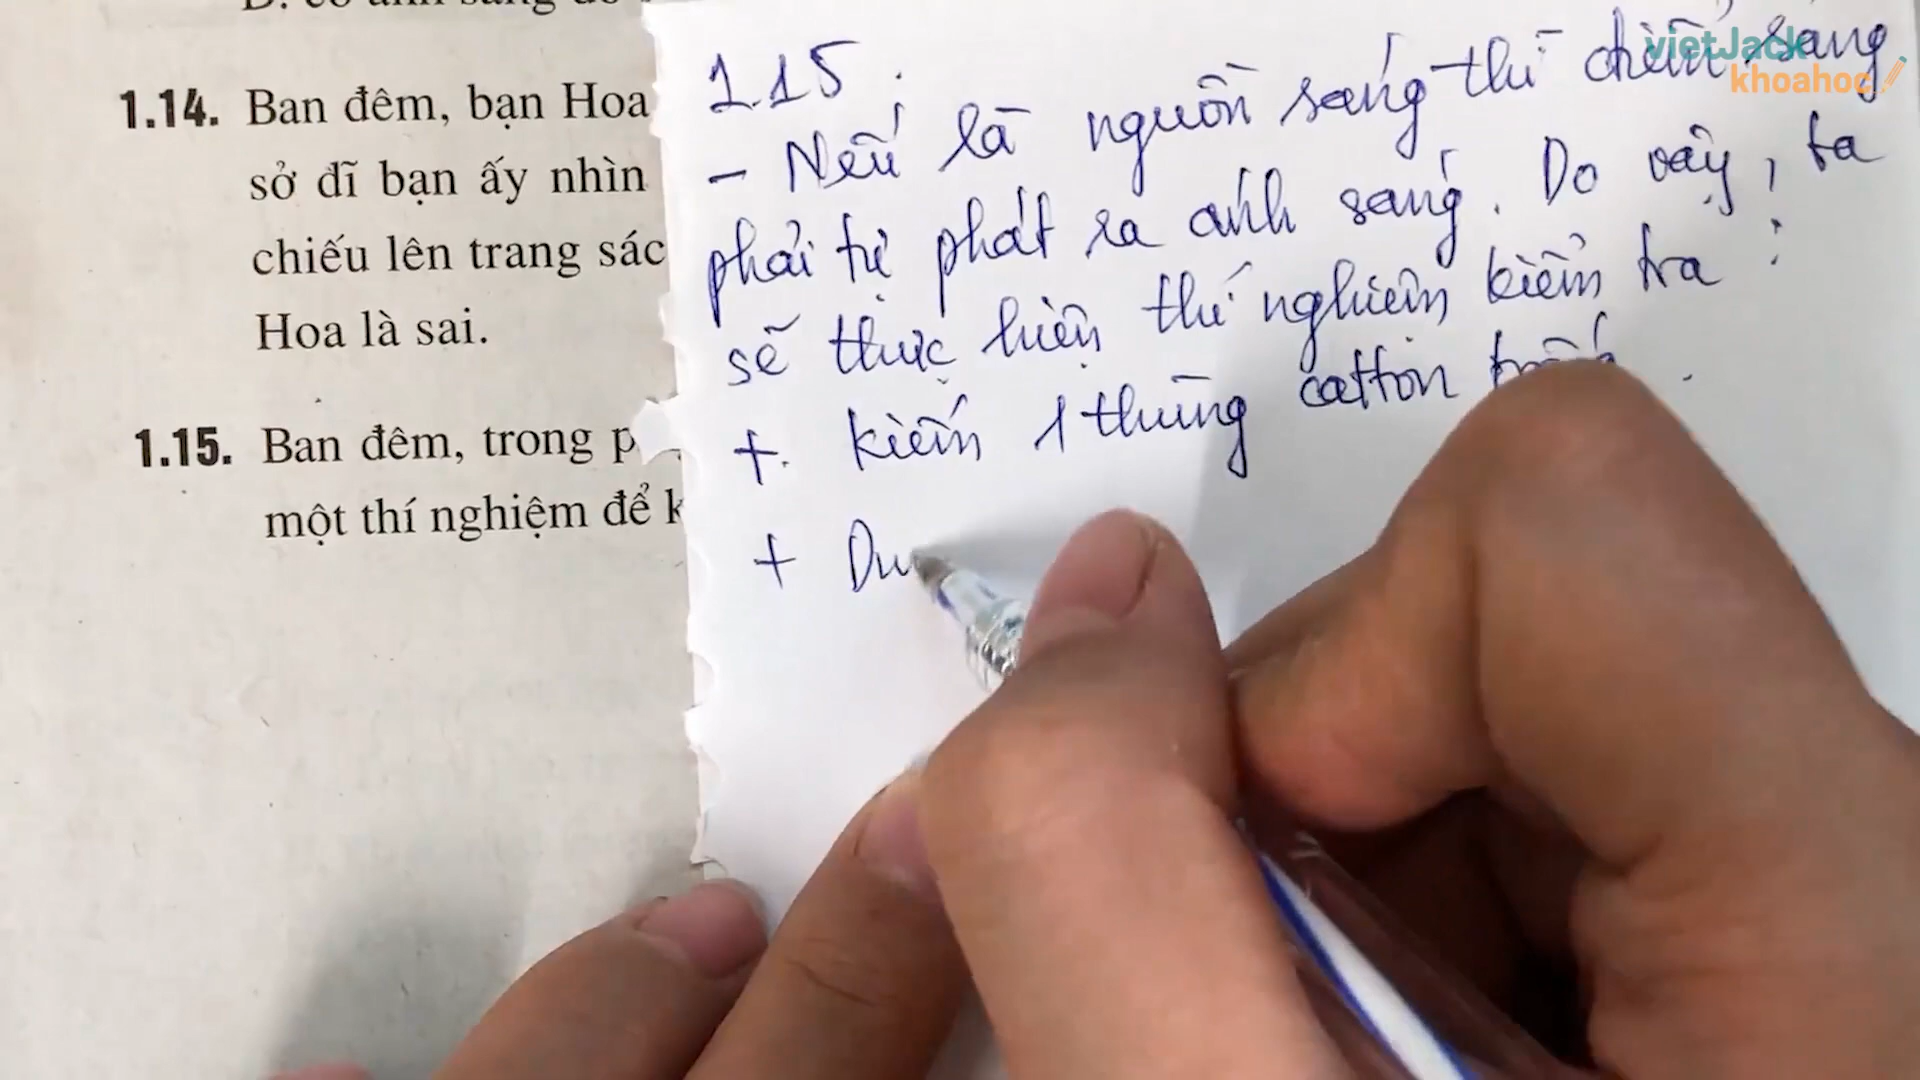 1.14. Ban đêm, bạn Hoa
sở dĩ bạn ấy nhìn
chiếu lên trang sác
Hoa là sai.
1.15. Ban đêm, trong p
một thí nghiệm để k
1.15.
- Nếu là nguồn sáng thì chiếu sáng
phải tự phát ra ánh sáng. Do vậy, ta
sẽ thực hiện thí nghiệm kiểm tra :
+. Kiếm 1 thùng catton
+ Du
vietJack
khoahoc